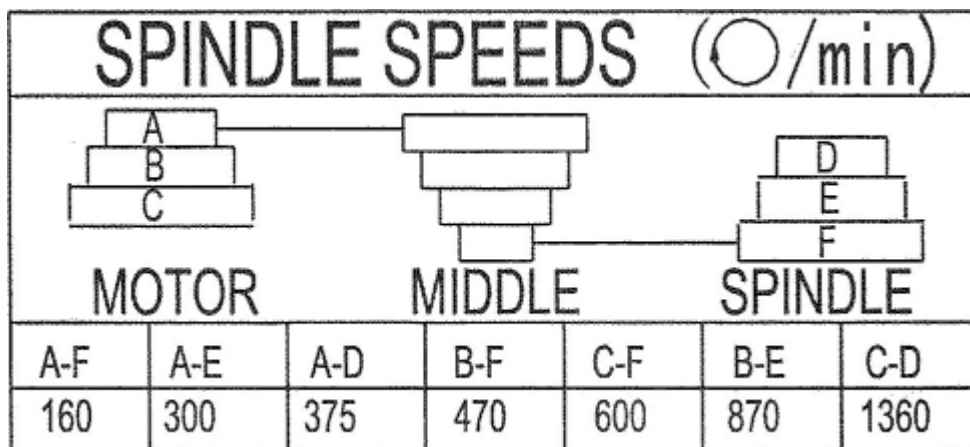 SPINDLE SPEEDS (/min)
A
B
C
D
E
F
MOTOR MIDDLE SPINDLE
A-F A-E A-D B-F C-F B-E C-D
160 300 375 470 600 870 1360